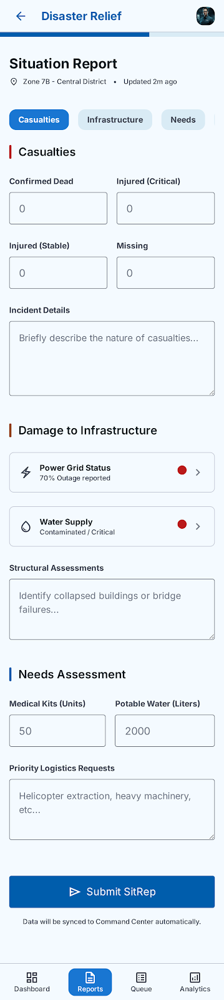 Disaster Relief
Situation Report
Zone 7B - Central District • Updated 2m ago
Casualties Infrastructure Needs
Casualties
Confirmed Dead Injured (Critical)
0 0
Injured (Stable) Missing
0 0
Incident Details
Briefly describe the nature of casualties...
Damage to Infrastructure
Power Grid Status
70% Outage reported
Water Supply
Contaminated / Critical
Structural Assessments
Identify collapsed buildings or bridge
failures...
Needs Assessment
Medical Kits (Units) Potable Water (Liters)
50 2000
Priority Logistics Requests
Helicopter extraction, heavy machinery,
etc...
Submit SitRep
Data will be synced to Command Center automatically.
Dashboard Reports Queue Analytics